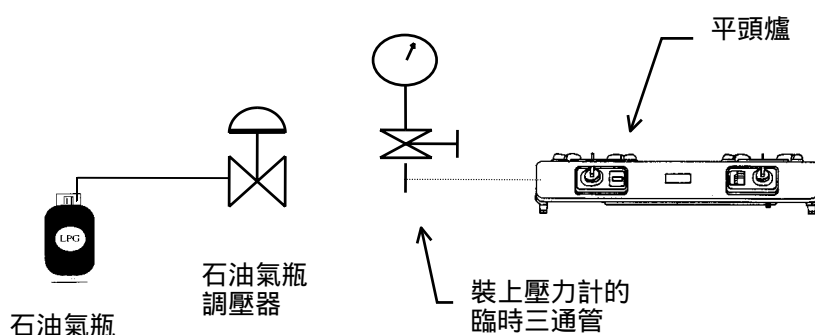 平頭爐
LPG
石油氣瓶
調壓器
裝上壓力計的
臨時三通管
石油氣瓶